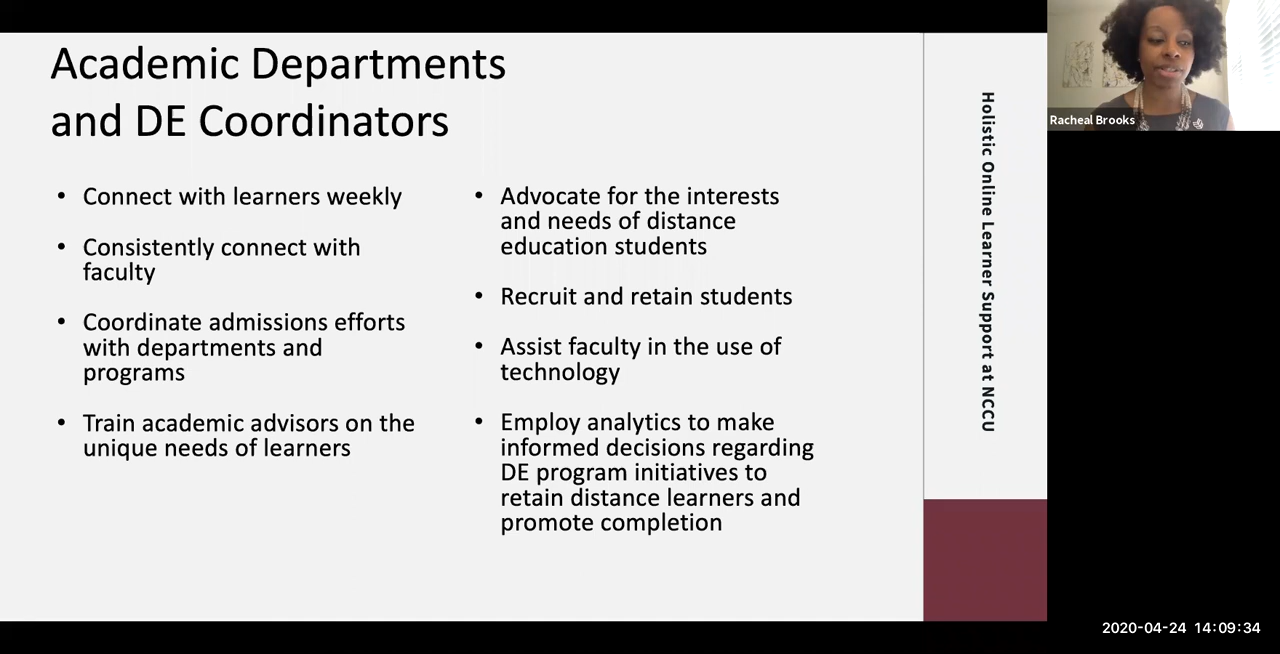 Academic Departments
and DE Coordinators
• Connect with learners weekly
• Consistently connect with
faculty
• Coordinate admissions efforts
with departments and
programs
• Train academic advisors on the
unique needs of learners
• Advocate for the interests
and needs of distance
education students
• Recruit and retain students
• Assist faculty in the use of
technology
• Employ analytics to make
informed decisions regarding
DE program initiatives to
retain distance learners and
promote completion
Holistic Online Learner Support at NCCU
Racheal Brooks
2020-04-24 14:09:34